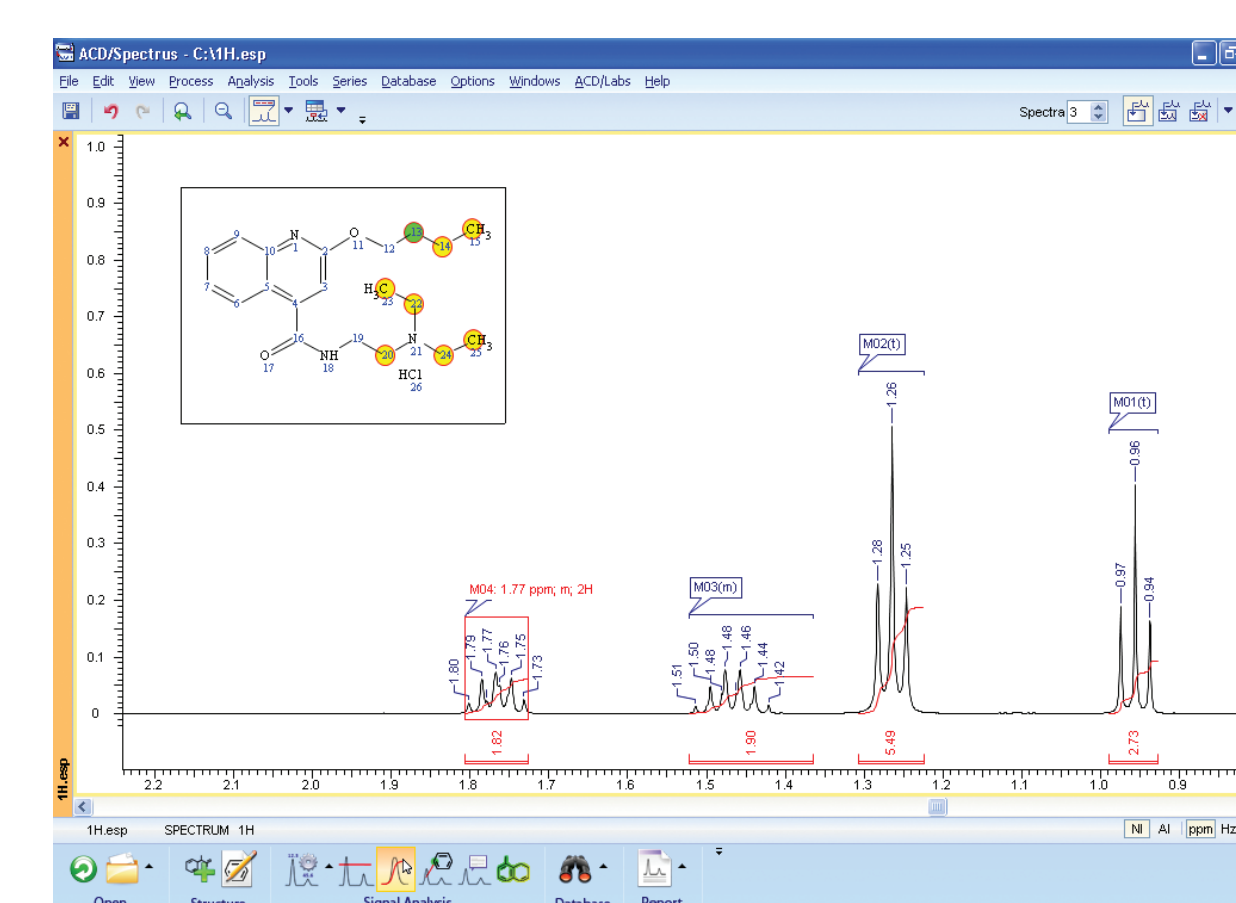 ACD/Spectrus - C:\1H.esp
File Edit View Process Analysis Tools Series Database Options Windows ACD/Labs Help
Spectra 3
1.0
0.9
0.8
0.7
0.6
0.5
0.4
0.3
0.2
0.1
0
9 N 1 O 11 13 CH3 15
8 10 2 12 14
7 5 3 H3C 23
6 4 22
16 19 N 21 CH3 25
O 17 NH 18 20 24
HCl 26
M02(t)
1.28 1.26 1.25
M01(t)
0.97 0.96 0.94
M04: 1.77 ppm; m; 2H
1.80 1.79 1.77 1.76 1.75 1.73
M03(m)
1.51 1.50 1.48 1.48 1.46 1.44 1.42
1.82 1.90 5.49 2.73
2.2 2.1 2.0 1.9 1.8 1.7 1.6 1.5 1.4 1.3 1.2 1.1 1.0 0.9
1H.esp
1H.esp SPECTRUM 1H NI AI ppm Hz
Open Structure Signal Analysis Database Report